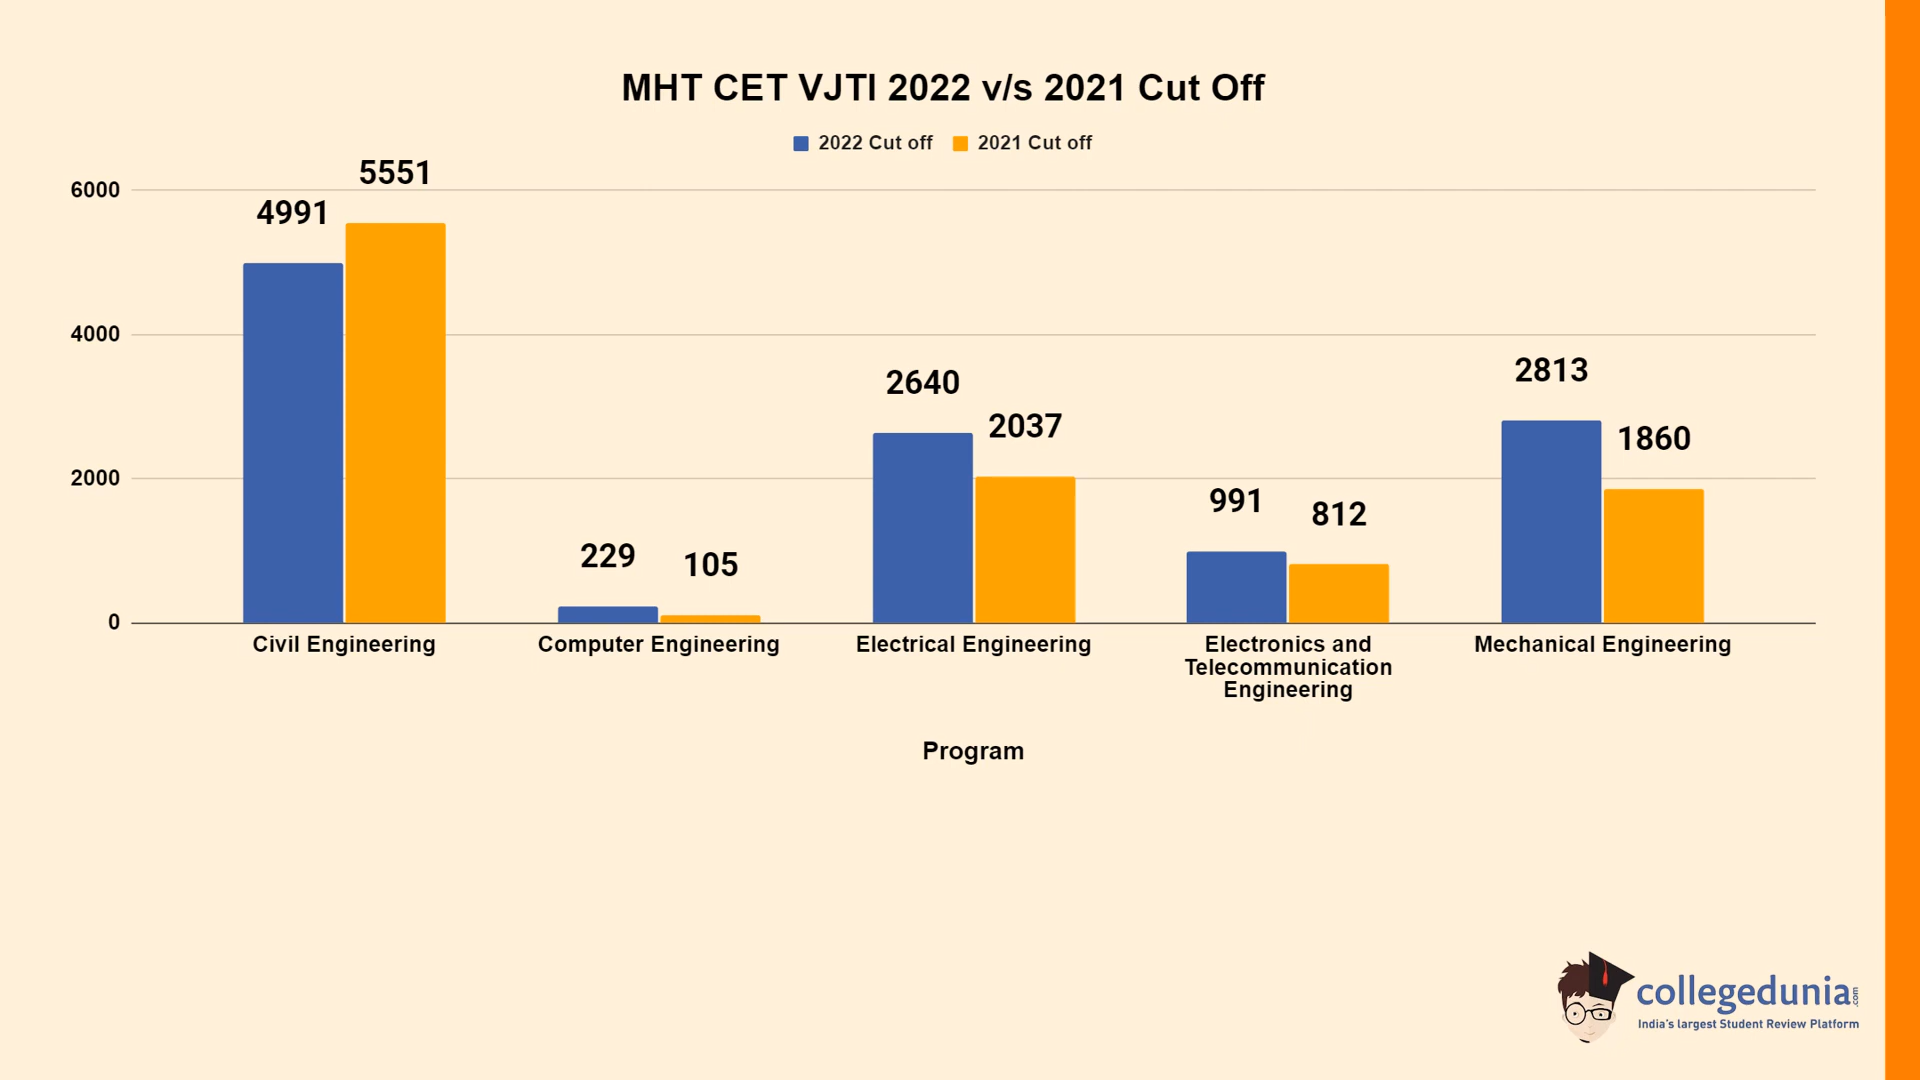 MHT CET VJTI 2022 v/s 2021 Cut Off
2022 Cut off 2021 Cut off
6000
4000
2000
0
4991
5551
229
105
2640
2037
991
812
2813
1860
Civil Engineering
Computer Engineering
Electrical Engineering
Electronics and
Telecommunication
Engineering
Mechanical Engineering
Program
collegedunia.com
India's largest Student Review Platform